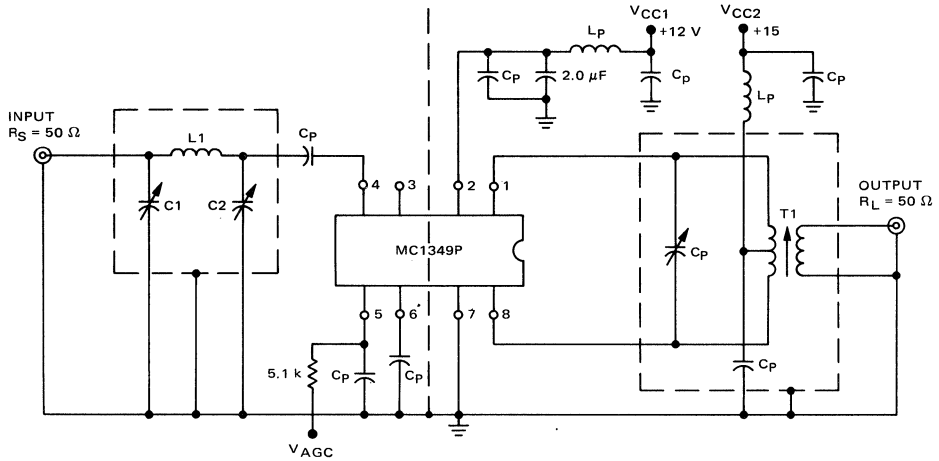 VCC1
+12 V
VCC2
+15
LP
CP
2.0 µF
CP
CP
LP
INPUT
RS = 50 Ω
L1
CP
C1
C2
4
3
2
1
MC1349P
5
6
7
8
5.1 k
CP
CP
VAGC
CP
T1
CP
OUTPUT
RL = 50 Ω